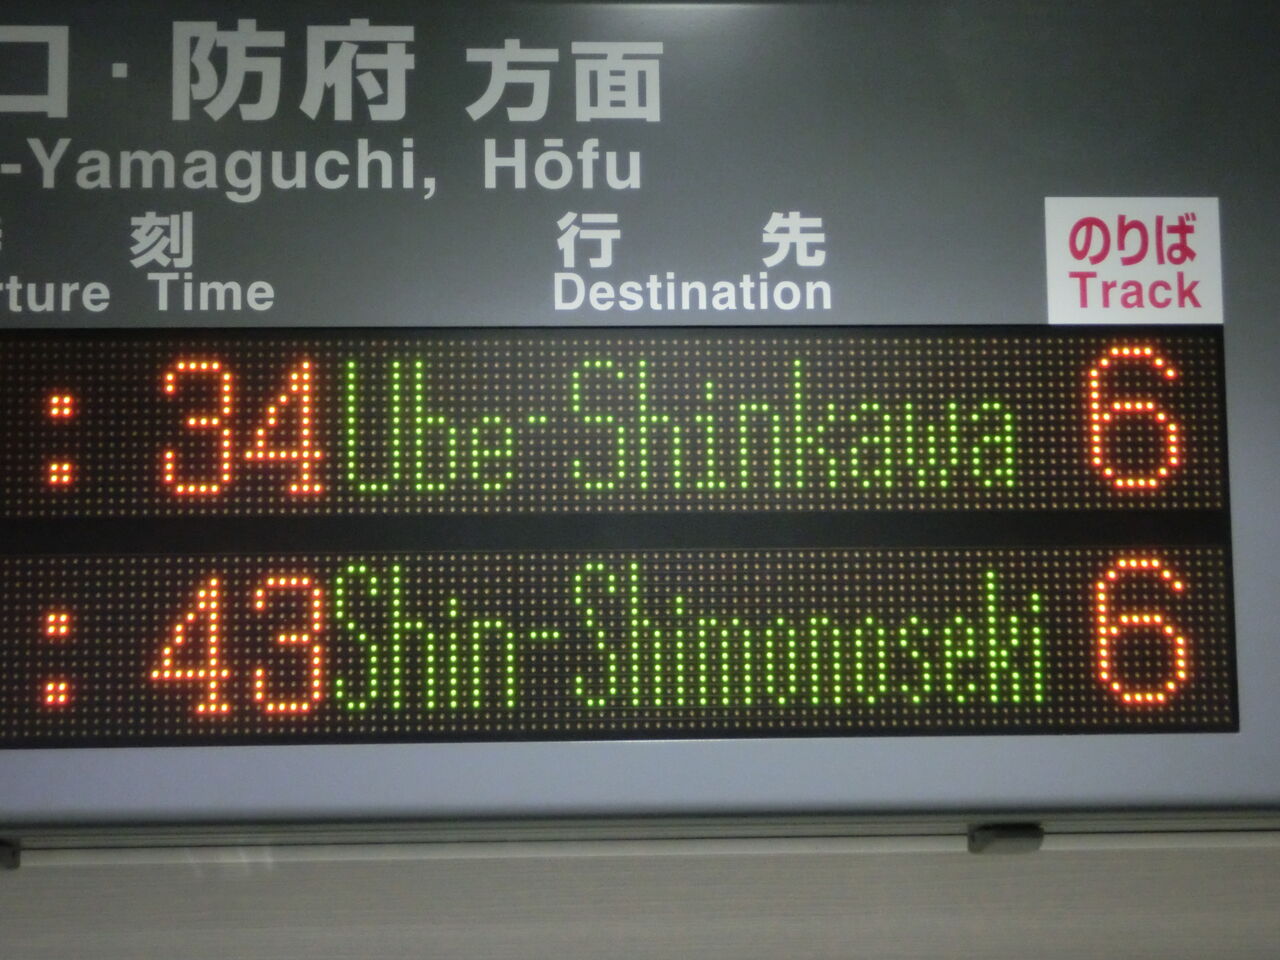 口・防府 方面
-Yamaguchi, Hōfu
刻 行先 のりば
Time Destination Track
: 34 Ube-Shinkawa 6
: 43 Shin-Shimonoseki 6